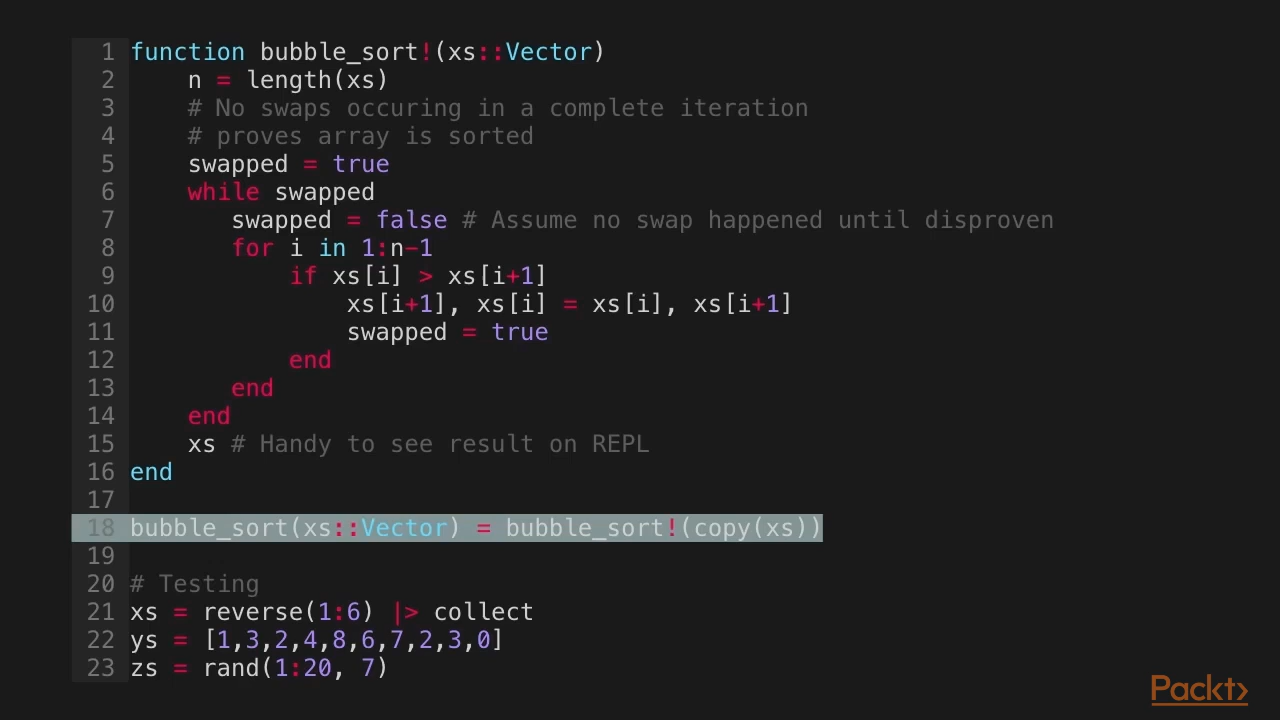 1 function bubble_sort!(xs::Vector)
2     n = length(xs)
3     # No swaps occuring in a complete iteration
4     # proves array is sorted
5     swapped = true
6     while swapped
7        swapped = false # Assume no swap happened until disproven
8        for i in 1:n-1
9            if xs[i] > xs[i+1]
10                xs[i+1], xs[i] = xs[i], xs[i+1]
11                swapped = true
12            end
13        end
14     end
15     xs # Handy to see result on REPL
16 end
17
18 bubble_sort(xs::Vector) = bubble_sort!(copy(xs))
19
20 # Testing
21 xs = reverse(1:6) |> collect
22 ys = [1,3,2,4,8,6,7,2,3,0]
23 zs = rand(1:20, 7)
Packt>